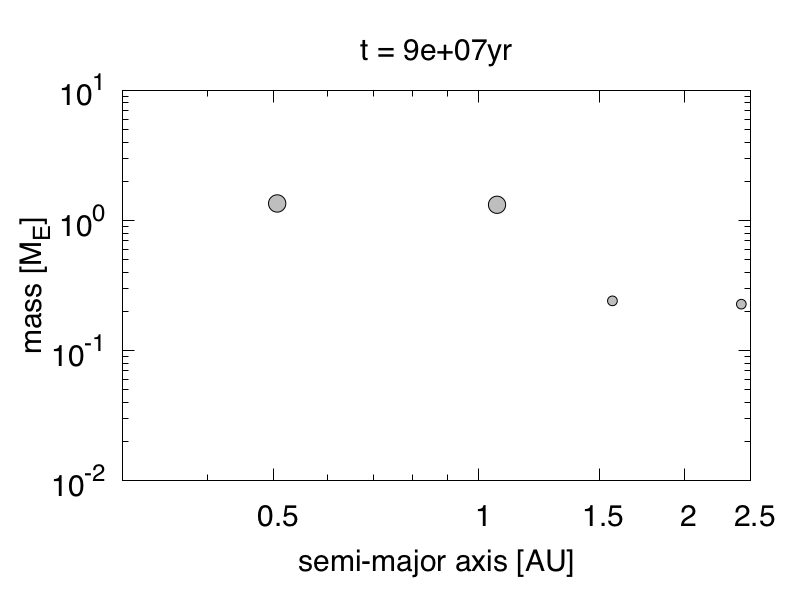 t = 9e+07yr
10^1
10^0
10^-1
10^-2
mass [M_E]
0.5 1 1.5 2 2.5
semi-major axis [AU]